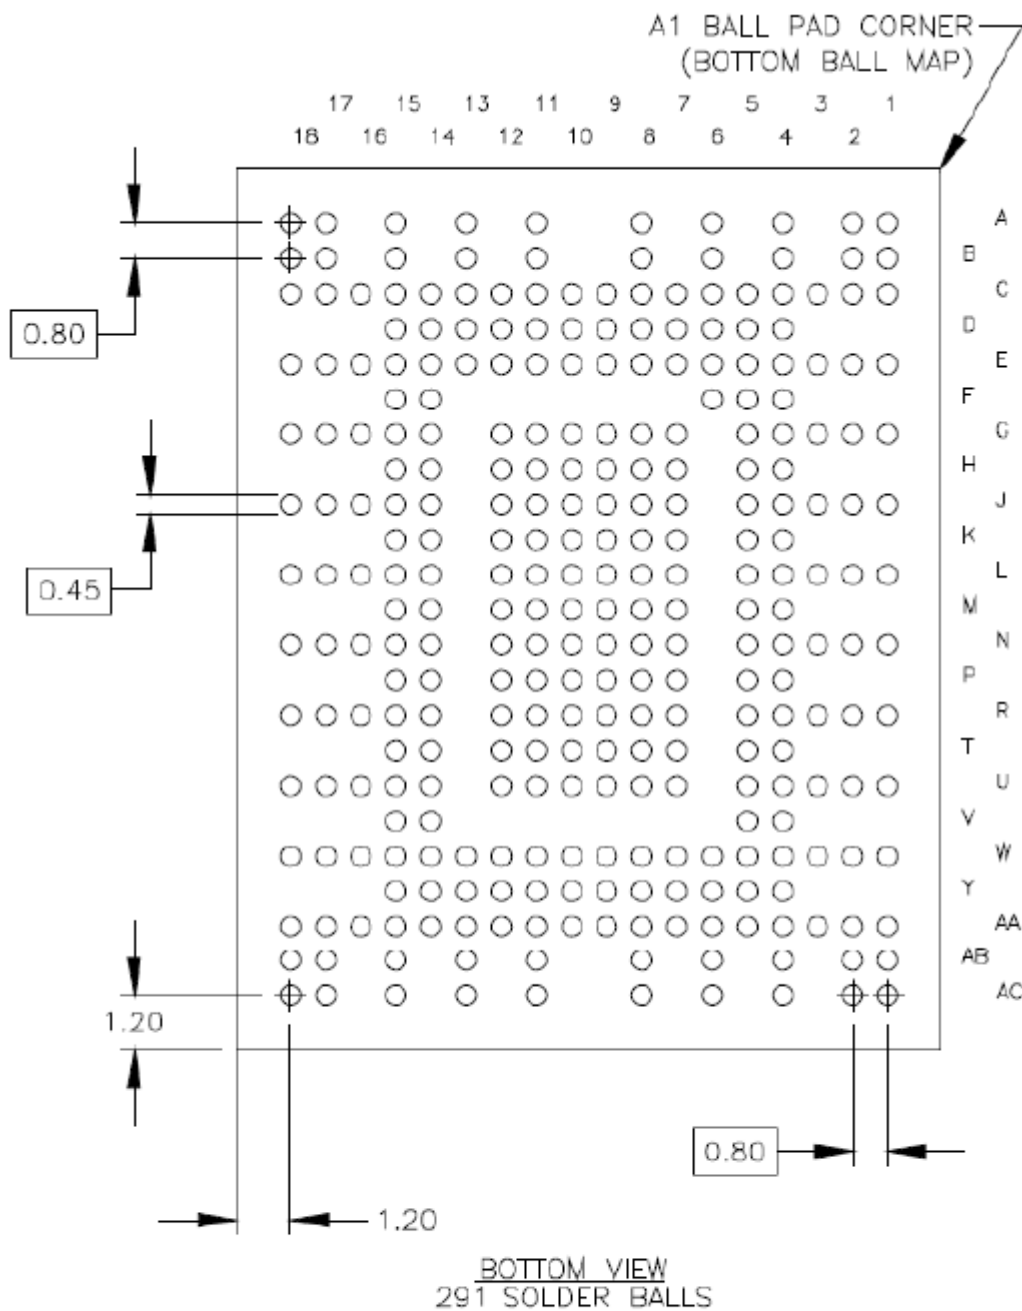 A1 BALL PAD CORNER
(BOTTOM BALL MAP)
17 15 13 11 9 7 5 3 1
18 16 14 12 10 8 6 4 2
A
B
C
D
E
F
G
H
J
K
L
M
N
P
R
T
U
V
W
Y
AA
AB
AC
0.80
0.45
1.20
0.80
1.20
BOTTOM VIEW
291 SOLDER BALLS